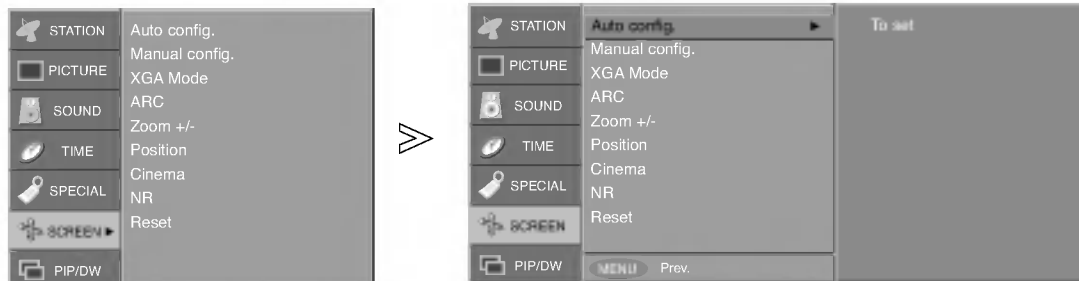 STATION
PICTURE
SOUND
TIME
SPECIAL
SCREEN
PIP/DW
Auto config.
Manual config.
XGA Mode
ARC
Zoom +/-
Position
Cinema
NR
Reset
STATION
PICTURE
SOUND
TIME
SPECIAL
SCREEN
PIP/DW
Auto config.
Manual config.
XGA Mode
ARC
Zoom +/-
Position
Cinema
NR
Reset
MENU Prev.
To set